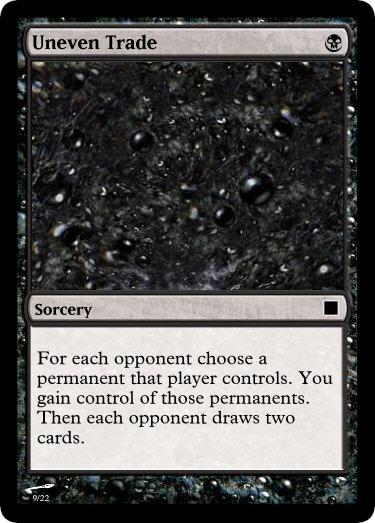 Uneven Trade
Sorcery
For each opponent choose a
permanent that player controls. You
gain control of those permanents.
Then each opponent draws two
cards.
9/22